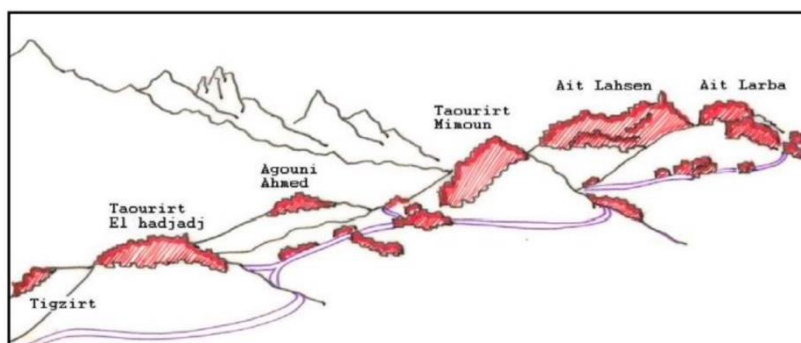 Ait Lahsen
Ait Larba
Taourirt
Mimoun
Agouni
Ahmed
Taourirt
El hadjadj
Tigzirt